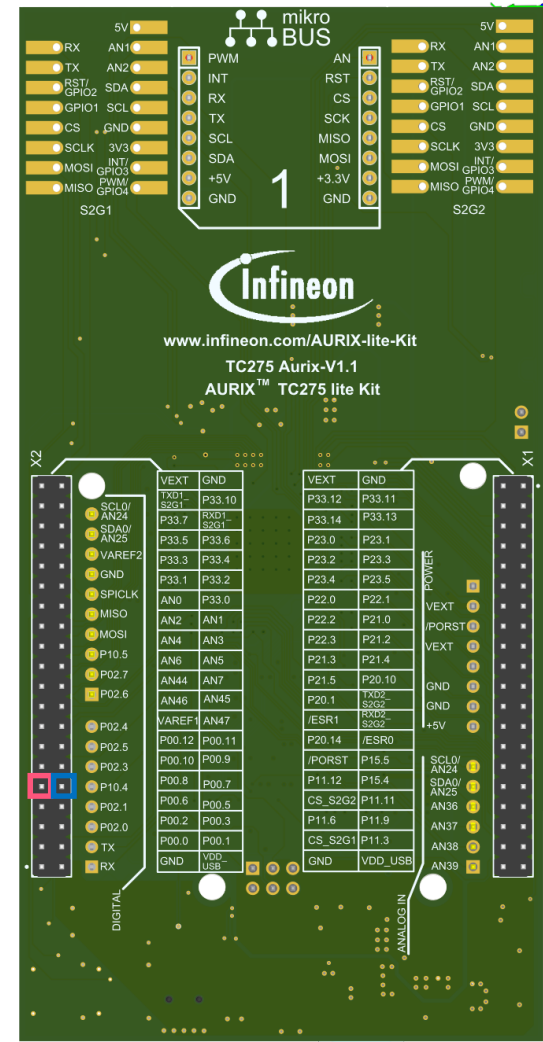 mikro
BUS
5V
RX AN1
TX AN2
RST/
GPIO2 SDA
GPIO1 SCL
CS GND
SCLK 3V3
MOSI INT/
GPIO3
MISO PWM/
GPIO4
S2G1
PWM AN
INT RST
RX CS
TX SCK
SCL MISO
SDA MOSI
+5V +3.3V
GND GND
1
5V
RX AN1
TX AN2
RST/
GPIO2 SDA
GPIO1 SCL
CS GND
SCLK 3V3
MOSI INT/
GPIO3
MISO PWM/
GPIO4
S2G2
Infineon
www.infineon.com/AURIX-lite-Kit
TC275 Aurix-V1.1
AURIX™ TC275 lite Kit
X2
SCL0/
AN24
SDA0/
AN25
VAREF2
GND
SPICLK
MISO
MOSI
P10.5
P02.7
P02.6
P02.4
P02.5
P02.3
P10.4
P02.1
P02.0
TX
RX
DIGITAL
VEXT GND
TXD1_
S2G1 P33.10
P33.7 RXD1_
S2G1
P33.5 P33.6
P33.3 P33.4
P33.1 P33.2
AN0 P33.0
AN2 AN1
AN4 AN3
AN6 AN5
AN44 AN7
AN46 AN45
VAREF1 AN47
P00.12 P00.11
P00.10 P00.9
P00.8 P00.7
P00.6 P00.5
P00.2 P00.3
P00.0 P00.1
GND VDD_
USB
VEXT GND
P33.12 P33.11
P33.14 P33.13
P23.0 P23.1
P23.2 P23.3
P23.4 P23.5
P22.0 P22.1
P22.2 P21.0
P22.3 P21.2
P21.3 P21.4
P21.5 P20.10
P20.1 TXD2_
S2G2
/ESR1 RXD2_
S2G2
P20.14 /ESR0
/PORST P15.5
P11.12 P15.4
CS_S2G2 P11.11
P11.6 P11.9
CS_S2G1 P11.3
GND VDD_USB
X1
POWER
VEXT
/PORST
VEXT
GND
GND
+5V
SCL0/
AN24
SDA0/
AN25
AN36
AN37
AN38
AN39
ANALOG IN